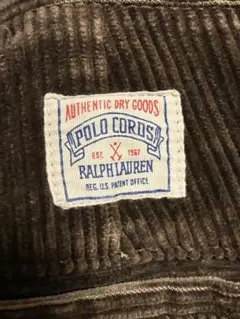 AUTHENTIC DRY GOODS
POLO CORDS
EST. 1967
RALPH LAUREN
REG. U.S. PATENT OFFICE.